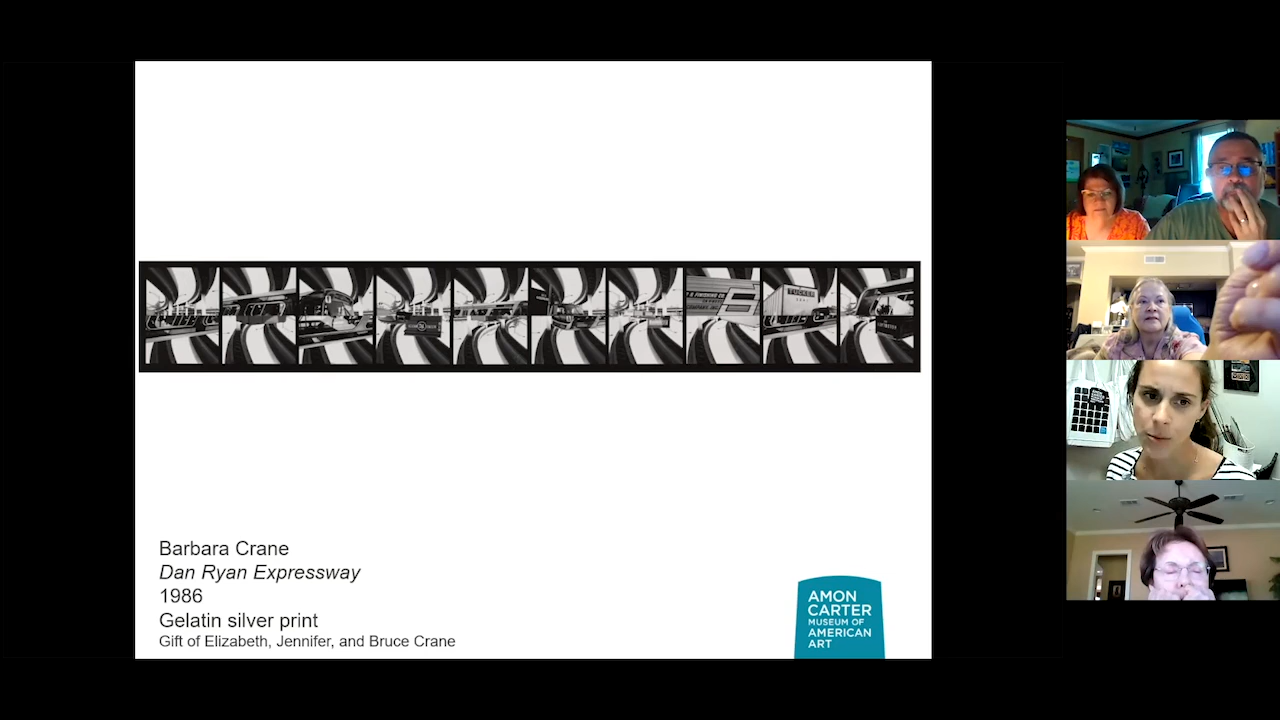 TUCKER
Barbara Crane
Dan Ryan Expressway
1986
Gelatin silver print
Gift of Elizabeth, Jennifer, and Bruce Crane
AMON
CARTER
MUSEUM OF
AMERICAN
ART